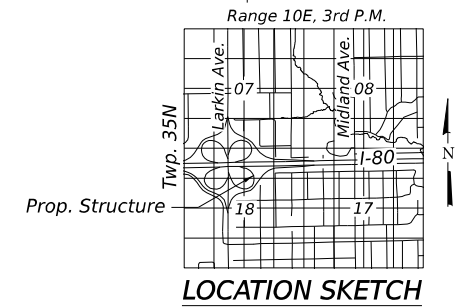 Range 10E, 3rd P.M.
Larkin Ave.
Midland Ave.
07
08
Twp. 35N
I-80
N
Prop. Structure
18
17
LOCATION SKETCH